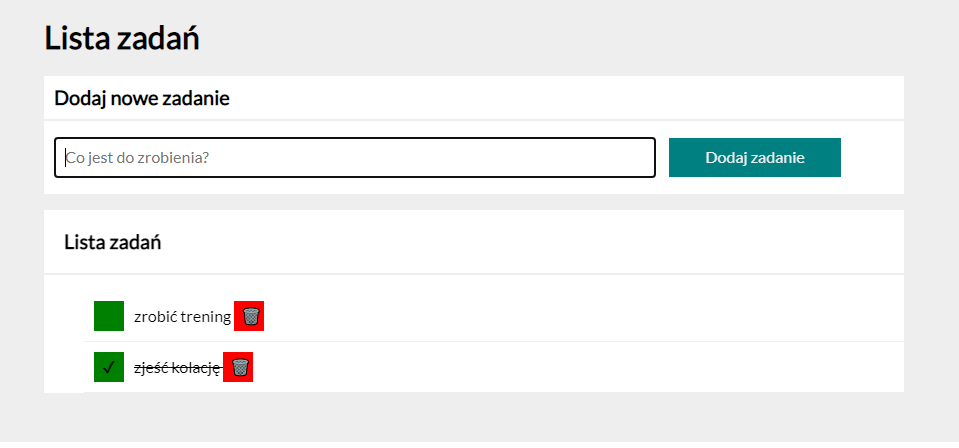 Lista zadań
Dodaj nowe zadanie
Co jest do zrobienia?
Dodaj zadanie
Lista zadań
zrobić trening
zjeść kolację